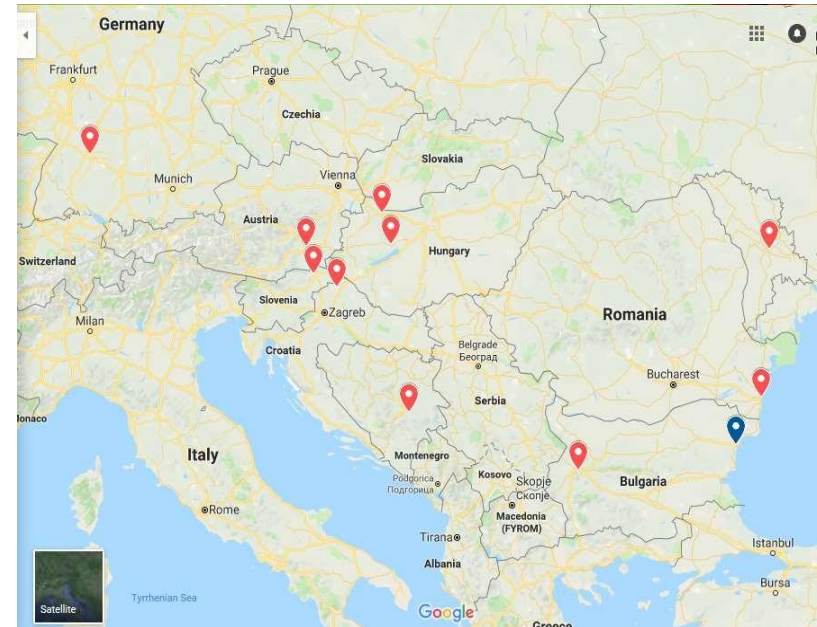 Germany
Frankfurt
Prague
Czechia
Slovakia
Munich
Vienna
Austria
Switzerland
Hungary
Slovenia
Zagreb
Milan
Croatia
Romania
Belgrade
Београд
Bucharest
Serbia
Italy
Montenegro
Podgorica
Подгорица
Kosovo
Skopje
Скопје
Bulgaria
Rome
Macedonia
(FYROM)
Tirana
Albania
Istanbul
Bursa
Satellite
Tyrrhenian Sea
Google